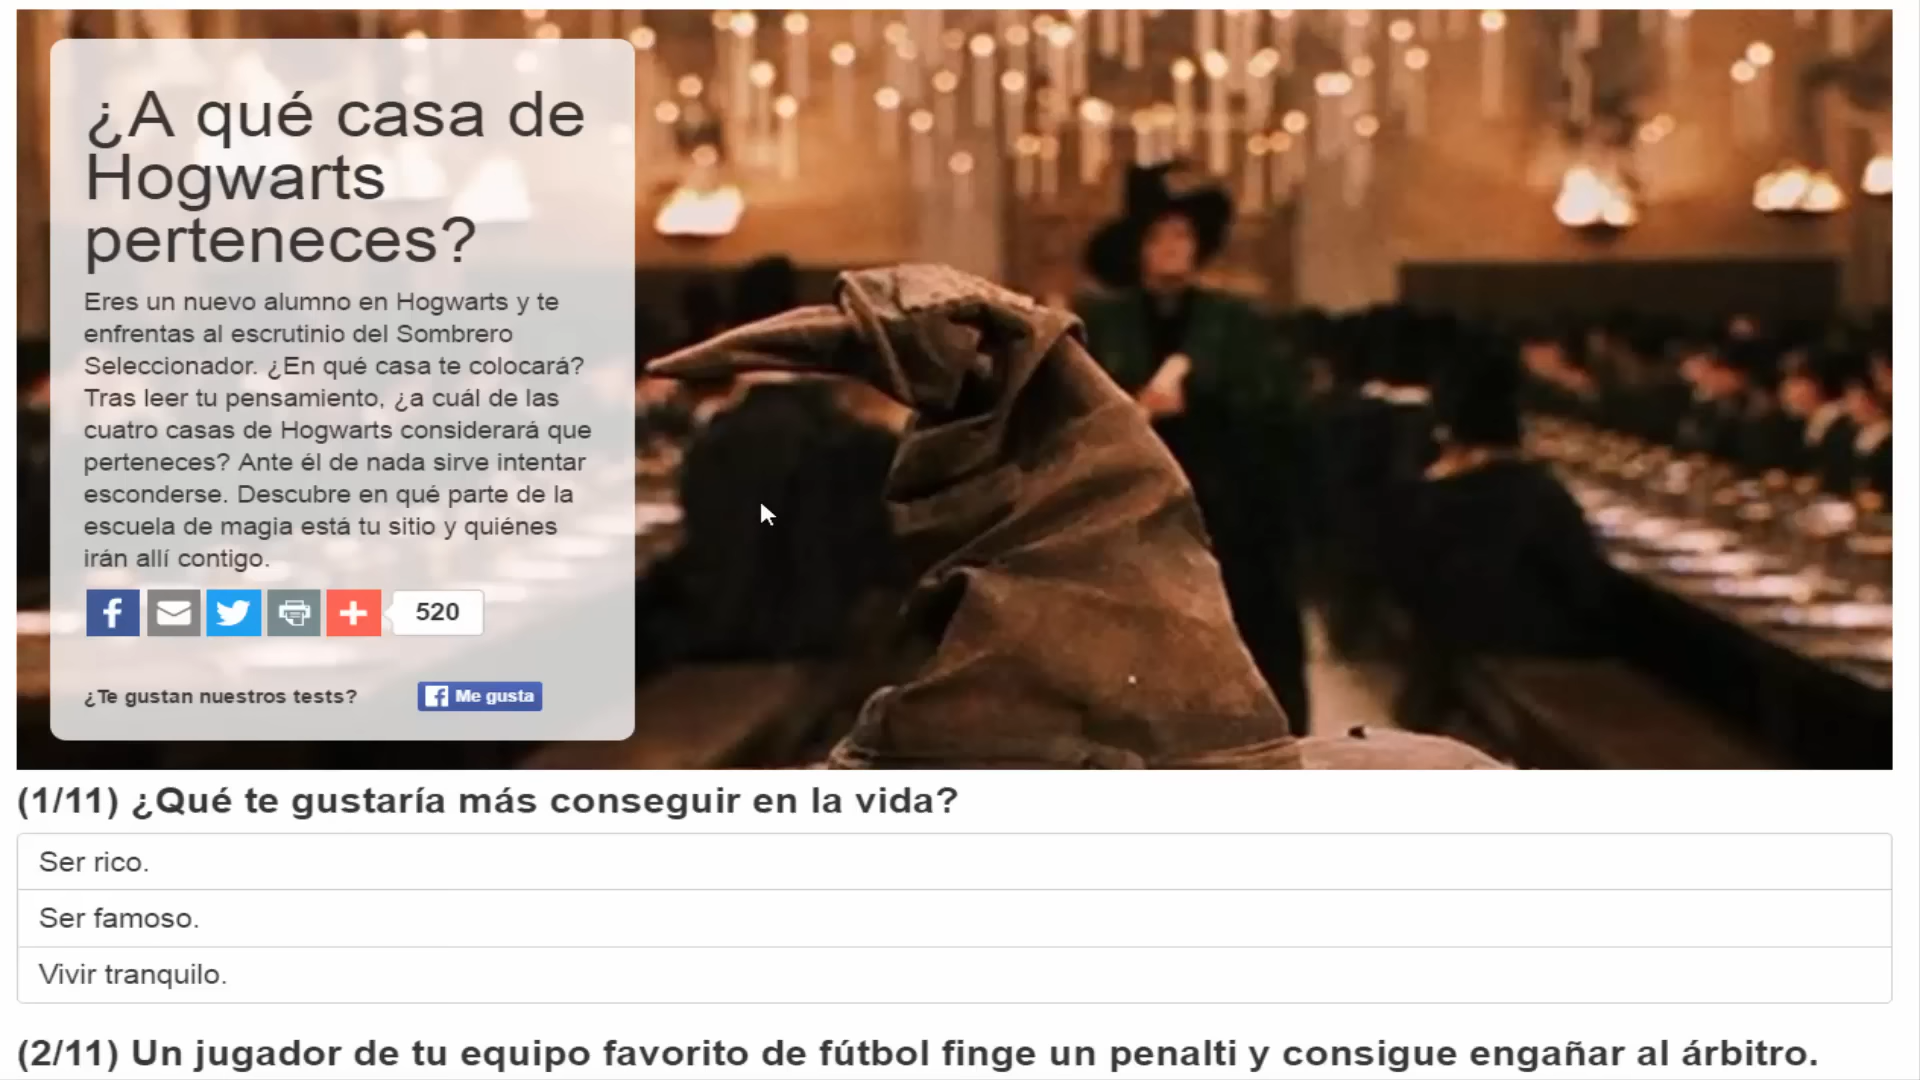 ¿A qué casa de
Hogwarts
perteneces?
Eres un nuevo alumno en Hogwarts y te
enfrentas al escrutinio del Sombrero
Seleccionador. ¿En qué casa te colocará?
Tras leer tu pensamiento, ¿a cuál de las
cuatro casas de Hogwarts considerará que
perteneces? Ante él de nada sirve intentar
esconderse. Descubre en qué parte de la
escuela de magia está tu sitio y quiénes
irán allí contigo.
520
¿Te gustan nuestros tests? Me gusta
(1/11) ¿Qué te gustaría más conseguir en la vida?
Ser rico.
Ser famoso.
Vivir tranquilo.
(2/11) Un jugador de tu equipo favorito de fútbol finge un penalti y consigue engañar al árbitro.